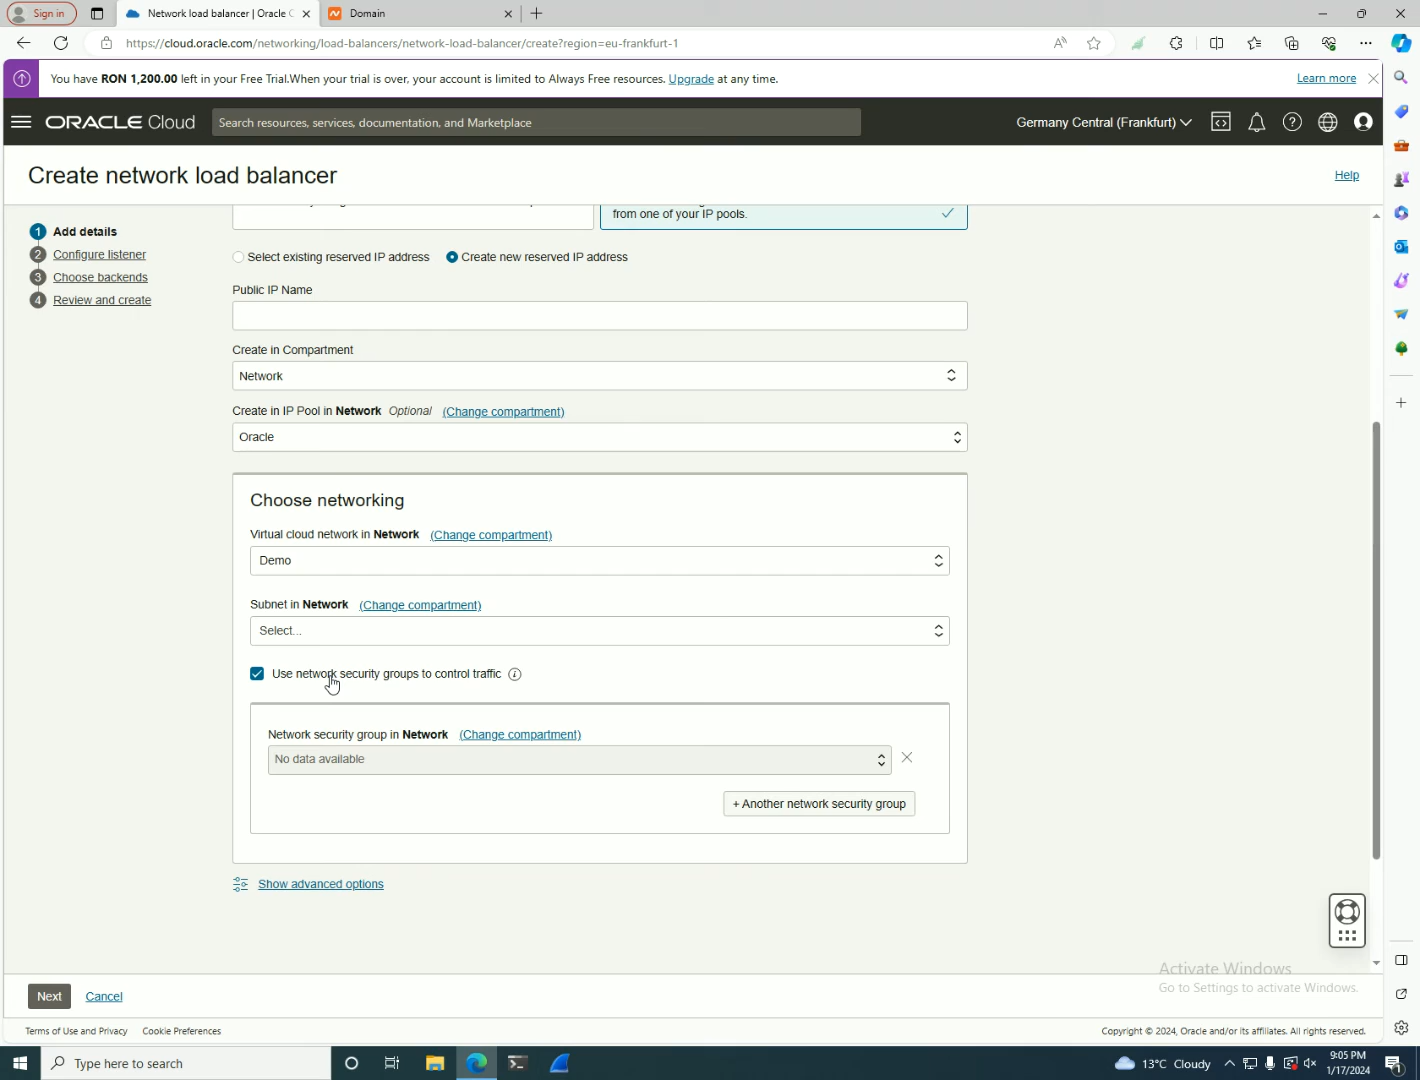 Sign in
Network load balancer | Oracle C
Domain
https://cloud.oracle.com/networking/load-balancers/network-load-balancer/create?region=eu-frankfurt-1
You have RON 1,200.00 left in your Free Trial.When your trial is over, your account is limited to Always Free resources. Upgrade at any time.
Learn more
ORACLE Cloud
Search resources, services, documentation, and Marketplace
Germany Central (Frankfurt)
Create network load balancer
Help
1 Add details
2 Configure listener
3 Choose backends
4 Review and create
from one of your IP pools.
Select existing reserved IP address
Create new reserved IP address
Public IP Name
Create in Compartment
Network
Create in IP Pool in Network Optional (Change compartment)
Oracle
Choose networking
Virtual cloud network in Network (Change compartment)
Demo
Subnet in Network (Change compartment)
Select...
Use network security groups to control traffic
Network security group in Network (Change compartment)
No data available
+ Another network security group
Show advanced options
Activate Windows
Go to Settings to activate Windows.
Next
Cancel
Terms of Use and Privacy
Cookie Preferences
Copyright © 2024, Oracle and/or its affiliates. All rights reserved.
Type here to search
13°C Cloudy
9:05 PM
1/17/2024
1